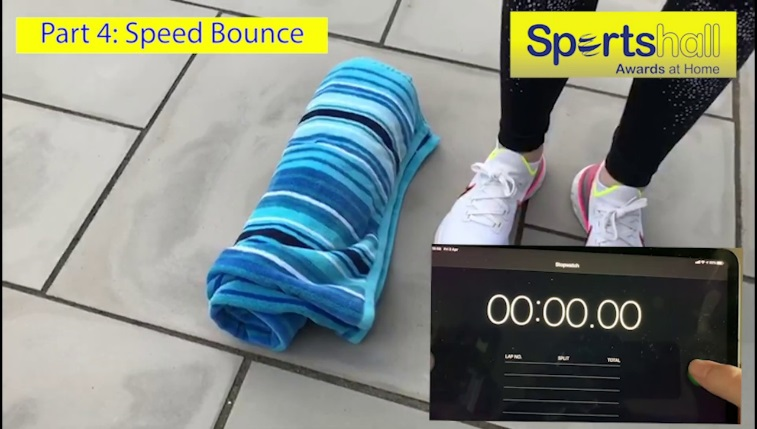 Part 4: Speed Bounce
Sportshall
Awards at Home
Stopwatch
00:00.00
LAP NO. SPLIT TOTAL